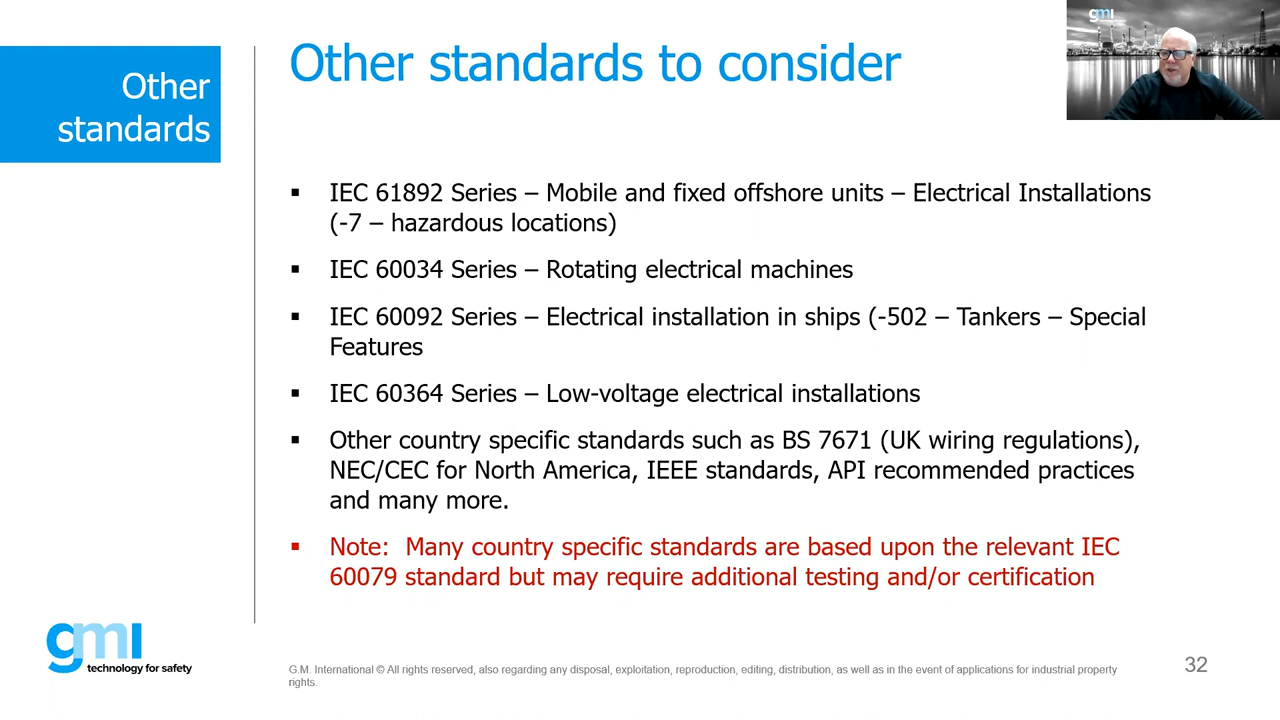 Other
standards
Other standards to consider
gmi
▪ IEC 61892 Series – Mobile and fixed offshore units – Electrical Installations
(-7 – hazardous locations)
▪ IEC 60034 Series – Rotating electrical machines
▪ IEC 60092 Series – Electrical installation in ships (-502 – Tankers – Special
Features
▪ IEC 60364 Series – Low-voltage electrical installations
▪ Other country specific standards such as BS 7671 (UK wiring regulations),
NEC/CEC for North America, IEEE standards, API recommended practices
and many more.
▪ Note:  Many country specific standards are based upon the relevant IEC
60079 standard but may require additional testing and/or certification
gmi
technology for safety
G.M. International © All rights reserved, also regarding any disposal, exploitation, reproduction, editing, distribution, as well as in the event of applications for industrial property
rights.
32